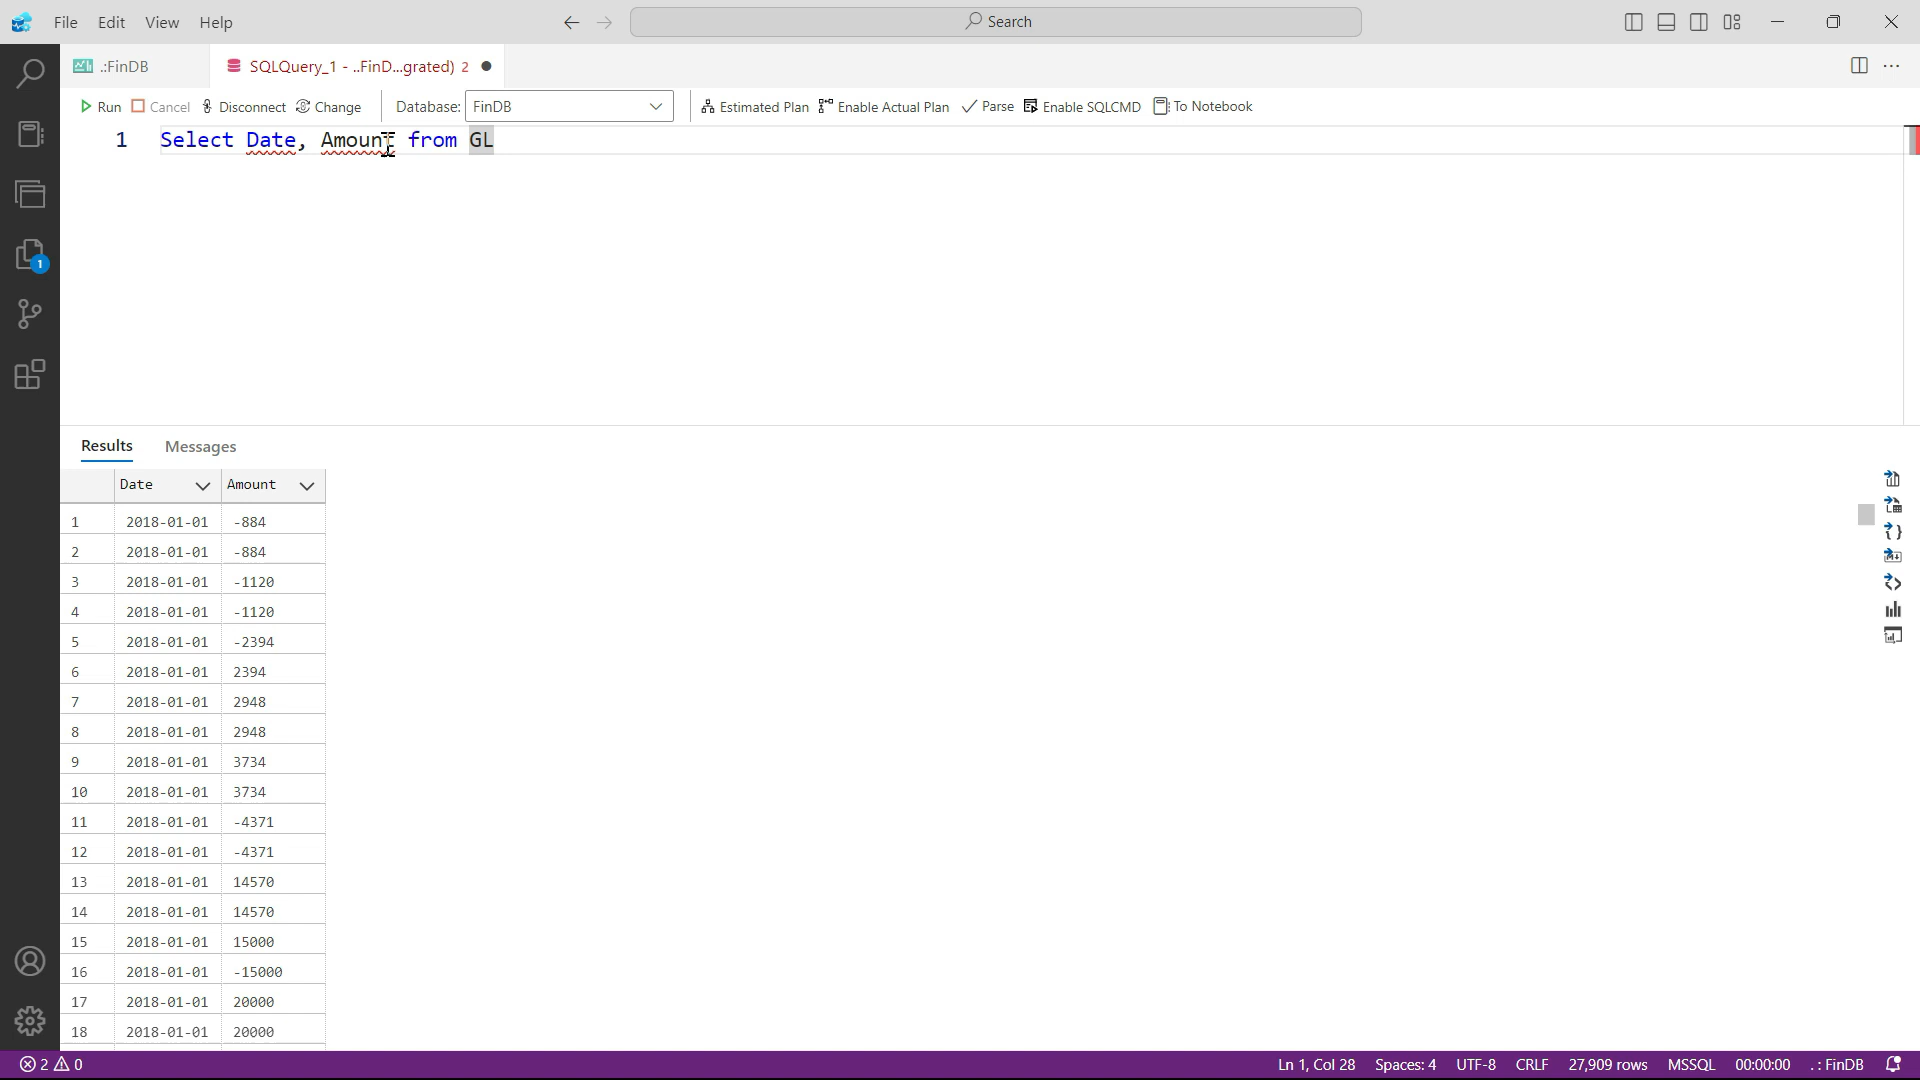 File Edit View Help Search
.:FinDB SQLQuery_1 - ..FinD...grated) 2
Run Cancel Disconnect Change Database: FinDB Estimated Plan Enable Actual Plan Parse Enable SQLCMD To Notebook
1 Select Date, Amount from GL
1
Results Messages
Date Amount
1 2018-01-01 -884
2 2018-01-01 -884
3 2018-01-01 -1120
4 2018-01-01 -1120
5 2018-01-01 -2394
6 2018-01-01 2394
7 2018-01-01 2948
8 2018-01-01 2948
9 2018-01-01 3734
10 2018-01-01 3734
11 2018-01-01 -4371
12 2018-01-01 -4371
13 2018-01-01 14570
14 2018-01-01 14570
15 2018-01-01 15000
16 2018-01-01 -15000
17 2018-01-01 20000
18 2018-01-01 20000
2 0 Ln 1, Col 28 Spaces: 4 UTF-8 CRLF 27,909 rows MSSQL 00:00:00 . : FinDB